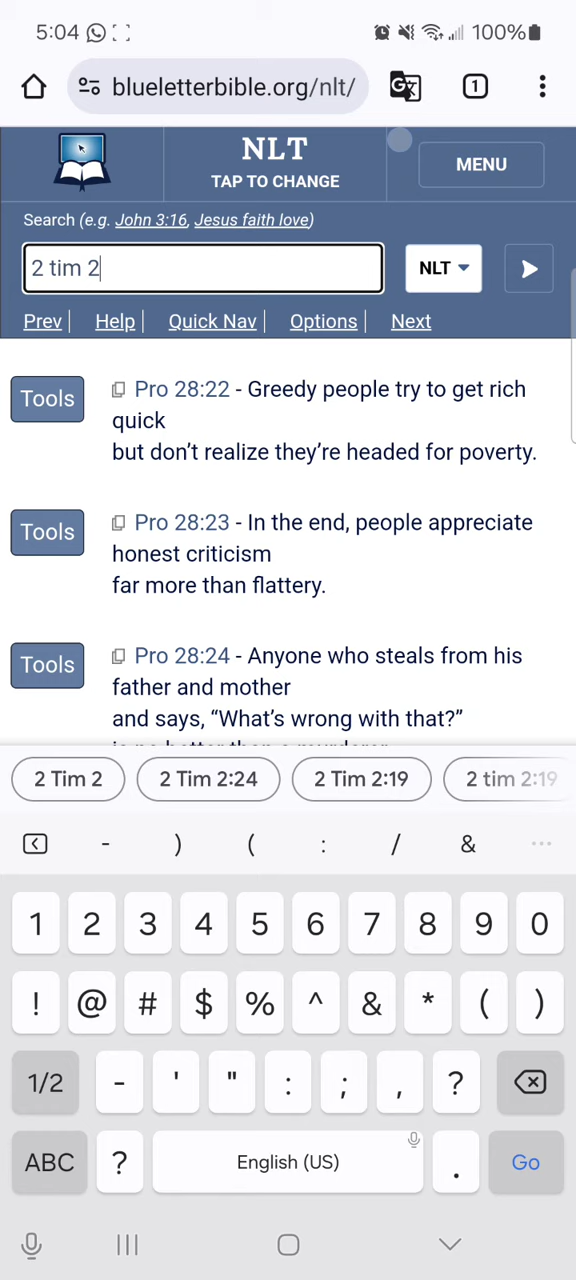 5:04 100%
blueletterbible.org/nlt/ 1
NLT
TAP TO CHANGE
MENU
Search (e.g. John 3:16, Jesus faith love)
2 tim 2 NLT
Prev | Help | Quick Nav | Options | Next
Tools Pro 28:22 - Greedy people try to get rich
quick
but don’t realize they’re headed for poverty.
Tools Pro 28:23 - In the end, people appreciate
honest criticism
far more than flattery.
Tools Pro 28:24 - Anyone who steals from his
father and mother
and says, “What’s wrong with that?”
is no better than a murderer.
2 Tim 2 2 Tim 2:24 2 Tim 2:19 2 tim 2:19
- ) ( : / & ...
1 2 3 4 5 6 7 8 9 0
! @ # $ % ^ & * ( )
1/2 - ' " : ; , ?
ABC ? English (US) . Go